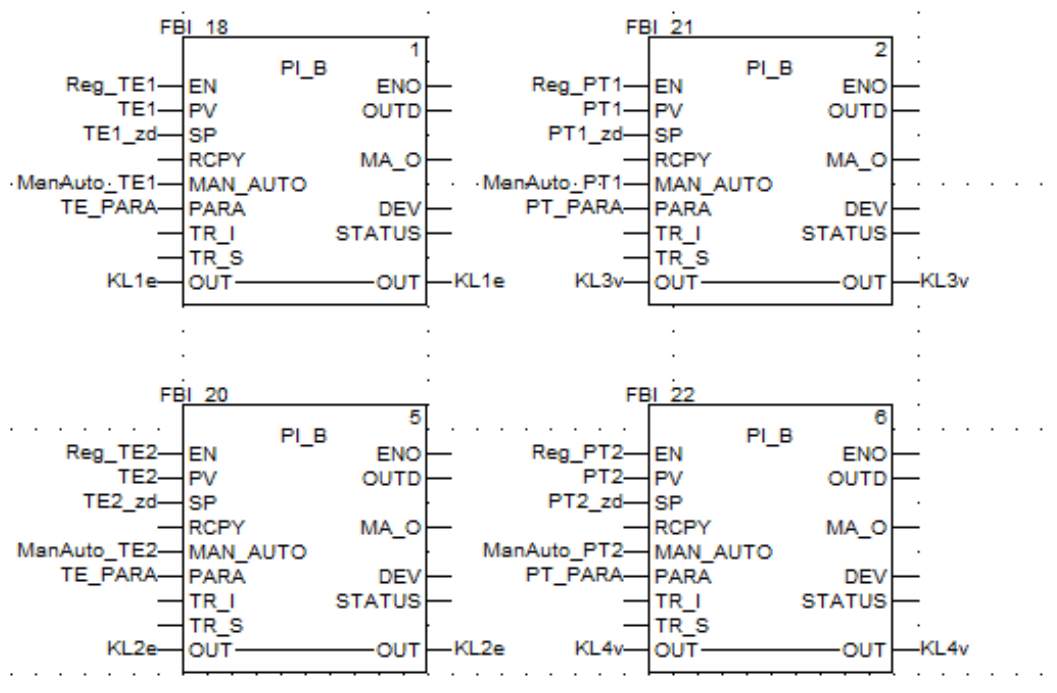 FBI_18
1
PI_B
Reg_TE1 EN ENO
TE1 PV OUTD
TE1_zd SP
RCPY MA_O
ManAuto_TE1 MAN_AUTO
TE_PARA PARA DEV
TR_I STATUS
TR_S
KL1e OUT OUT KL1e
FBI_21
2
PI_B
Reg_PT1 EN ENO
PT1 PV OUTD
PT1_zd SP
RCPY MA_O
ManAuto_PT1 MAN_AUTO
PT_PARA PARA DEV
TR_I STATUS
TR_S
KL3v OUT OUT KL3v
FBI_20
5
PI_B
Reg_TE2 EN ENO
TE2 PV OUTD
TE2_zd SP
RCPY MA_O
ManAuto_TE2 MAN_AUTO
TE_PARA PARA DEV
TR_I STATUS
TR_S
KL2e OUT OUT KL2e
FBI_22
6
PI_B
Reg_PT2 EN ENO
PT2 PV OUTD
PT2_zd SP
RCPY MA_O
ManAuto_PT2 MAN_AUTO
PT_PARA PARA DEV
TR_I STATUS
TR_S
KL4v OUT OUT KL4v